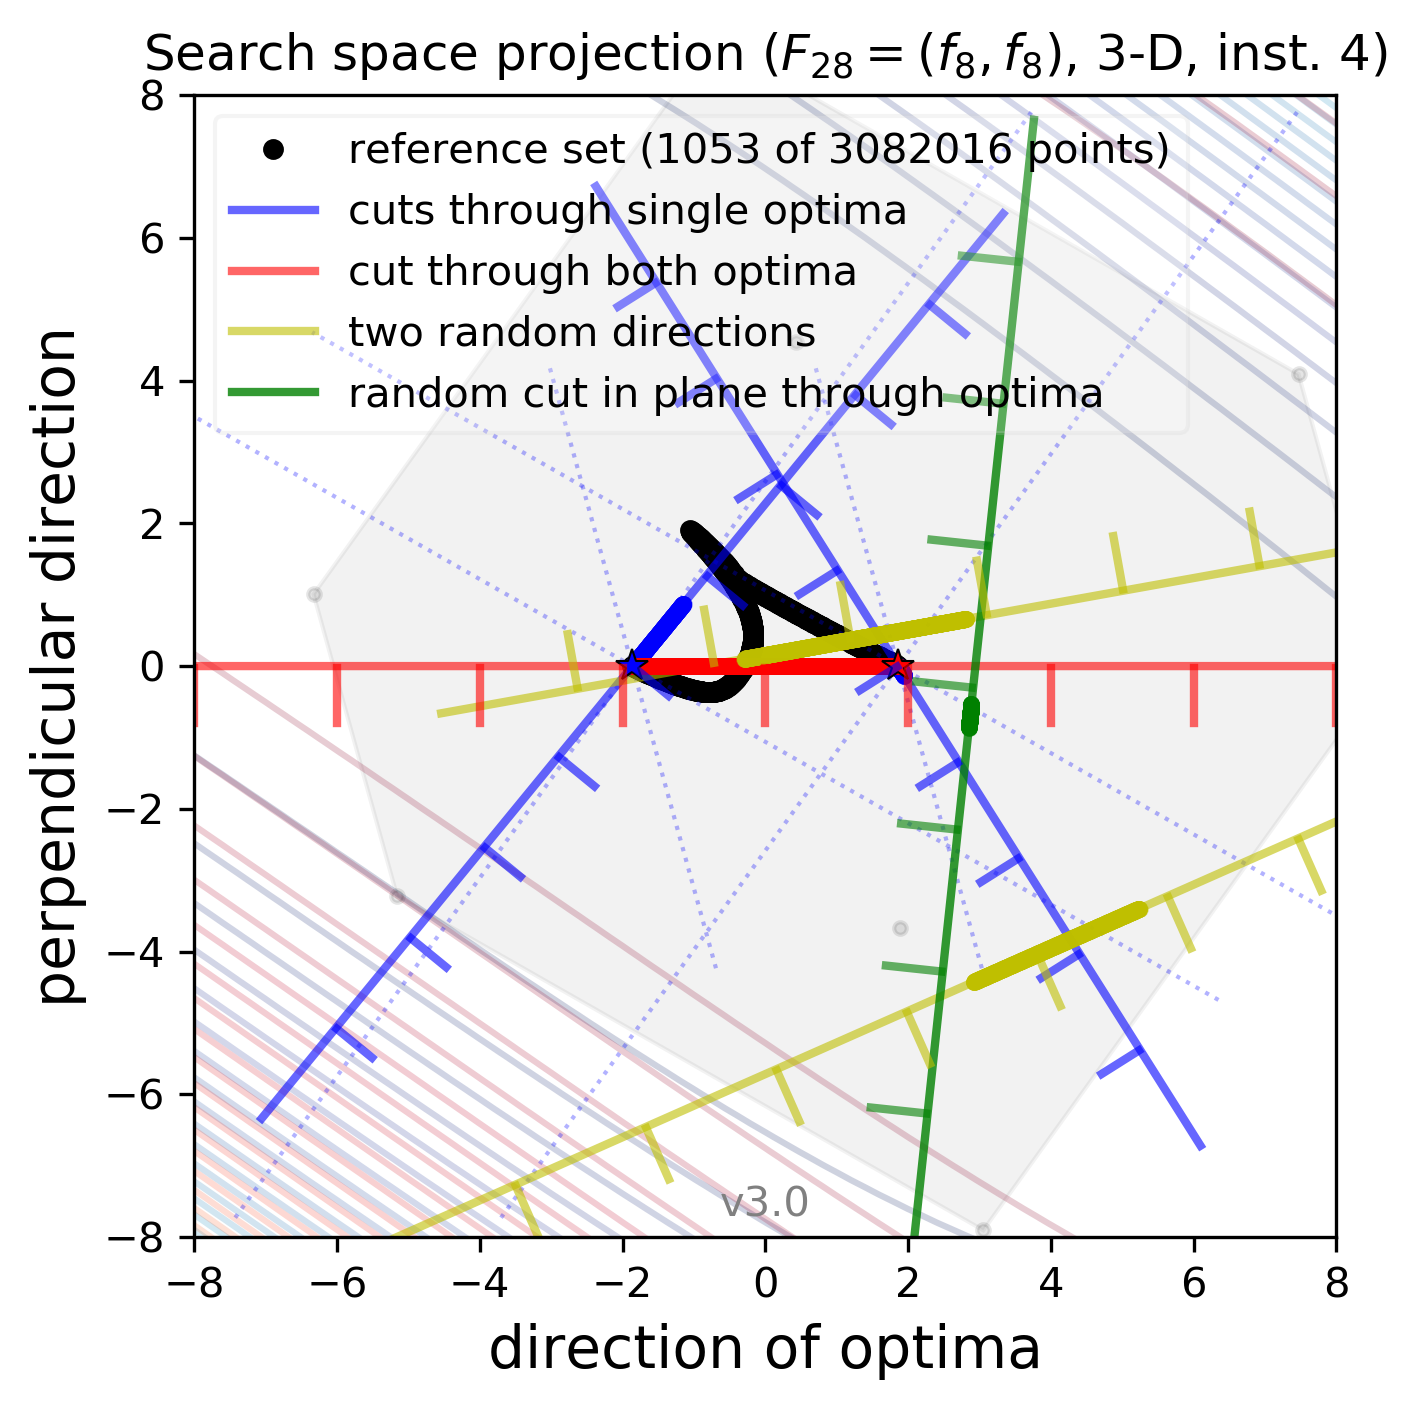 Search space projection (F₂₈ = (f₈, f₈), 3-D, inst. 4)
reference set (1053 of 3082016 points)
cuts through single optima
cut through both optima
two random directions
random cut in plane through optima
8
6
4
2
0
−2
−4
−6
−8
perpendicular direction
v3.0
−8 −6 −4 −2 0 2 4 6 8
direction of optima